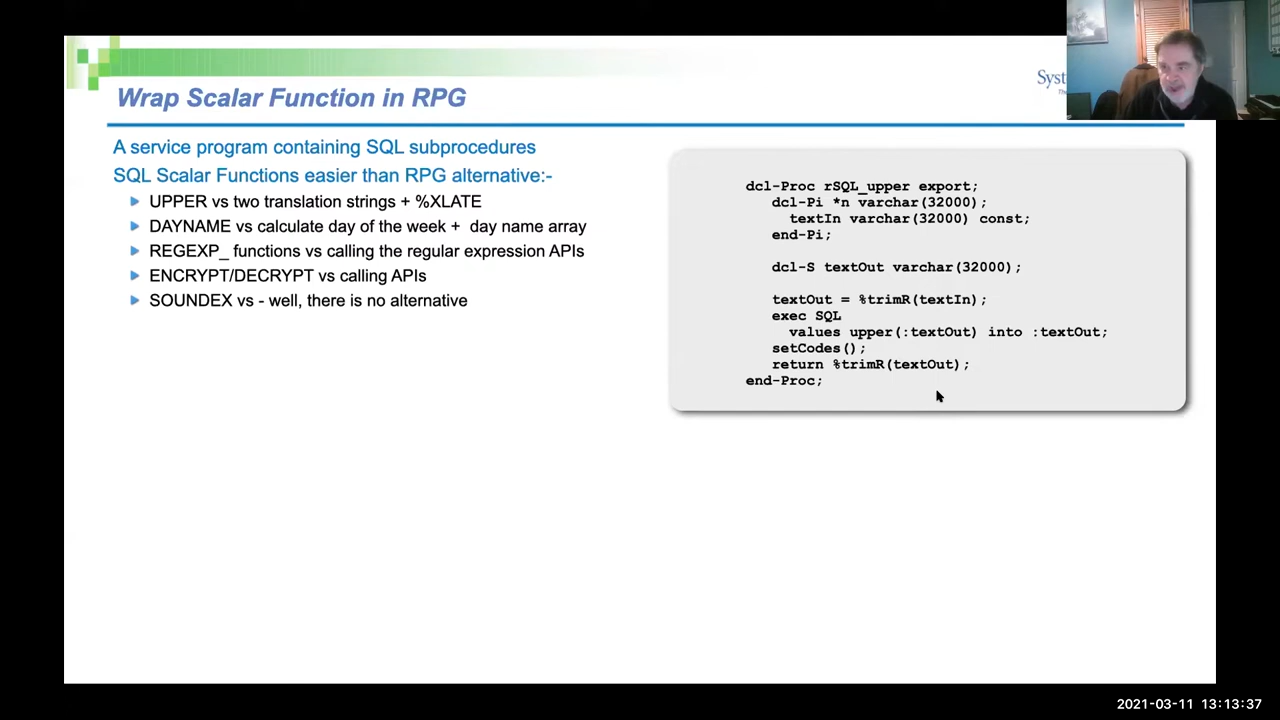 Wrap Scalar Function in RPG
A service program containing SQL subprocedures
SQL Scalar Functions easier than RPG alternative:-
UPPER vs two translation strings + %XLATE
DAYNAME vs calculate day of the week + day name array
REGEXP_ functions vs calling the regular expression APIs
ENCRYPT/DECRYPT vs calling APIs
SOUNDEX vs - well, there is no alternative
dcl-Proc rSQL_upper export;
dcl-Pi *n varchar(32000);
textIn varchar(32000) const;
end-Pi;
dcl-S textOut varchar(32000);
textOut = %trimR(textIn);
exec SQL
values upper(:textOut) into :textOut;
setCodes();
return %trimR(textOut);
end-Proc;
2021-03-11 13:13:37